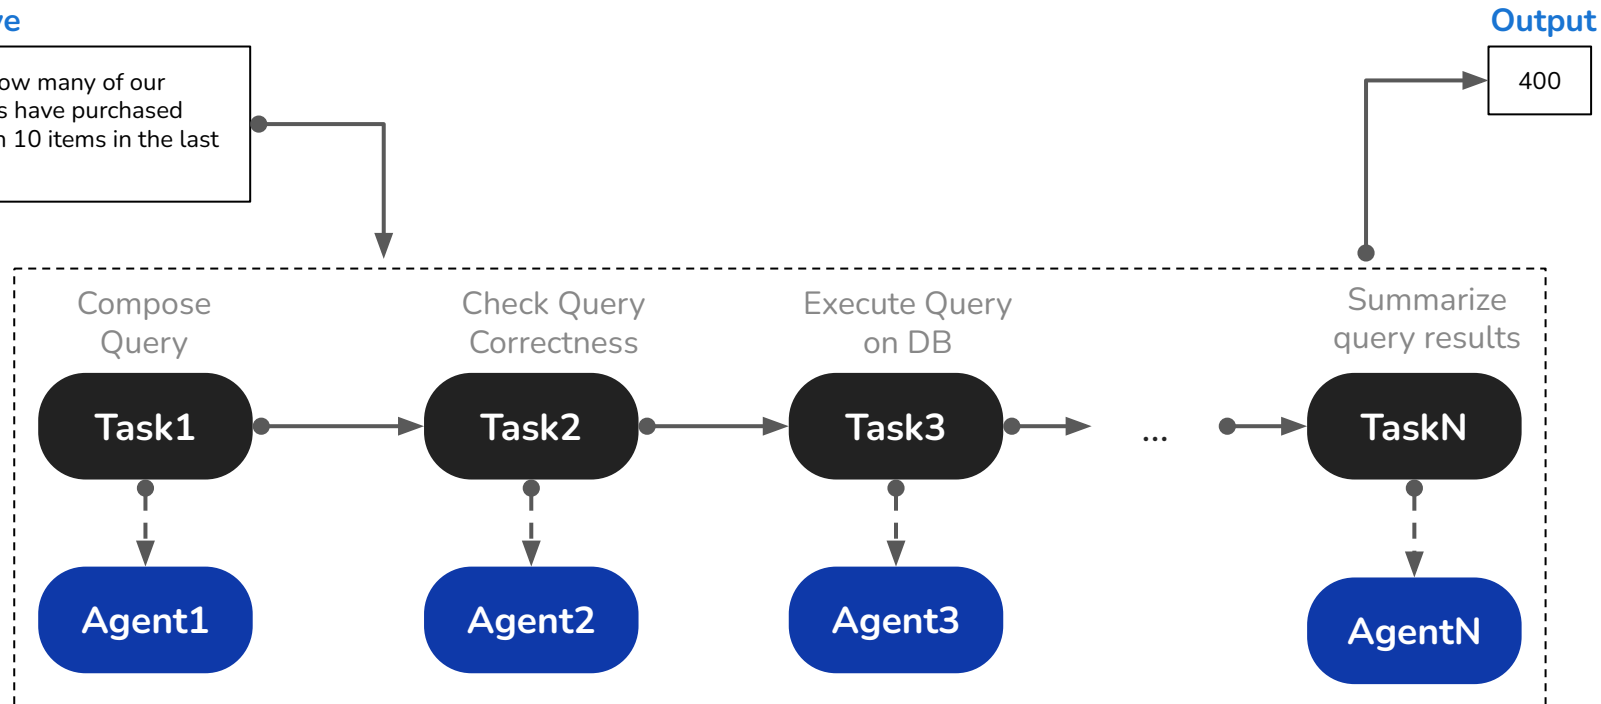 ve
Output
ow many of our
s have purchased
n 10 items in the last
400
Compose
Query
Check Query
Correctness
Execute Query
on DB
Summarize
query results
Task1
Task2
Task3
...
TaskN
Agent1
Agent2
Agent3
AgentN